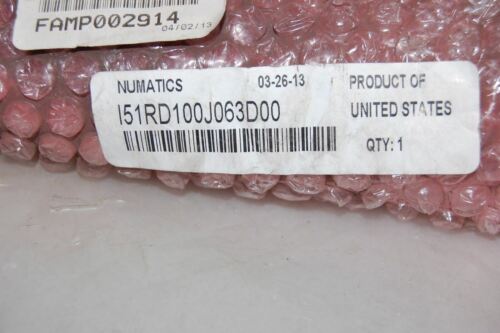 FAMP002914
04/02/13
NUMATICS 03-26-13 PRODUCT OF
I51RD100J063D00 UNITED STATES
QTY: 1